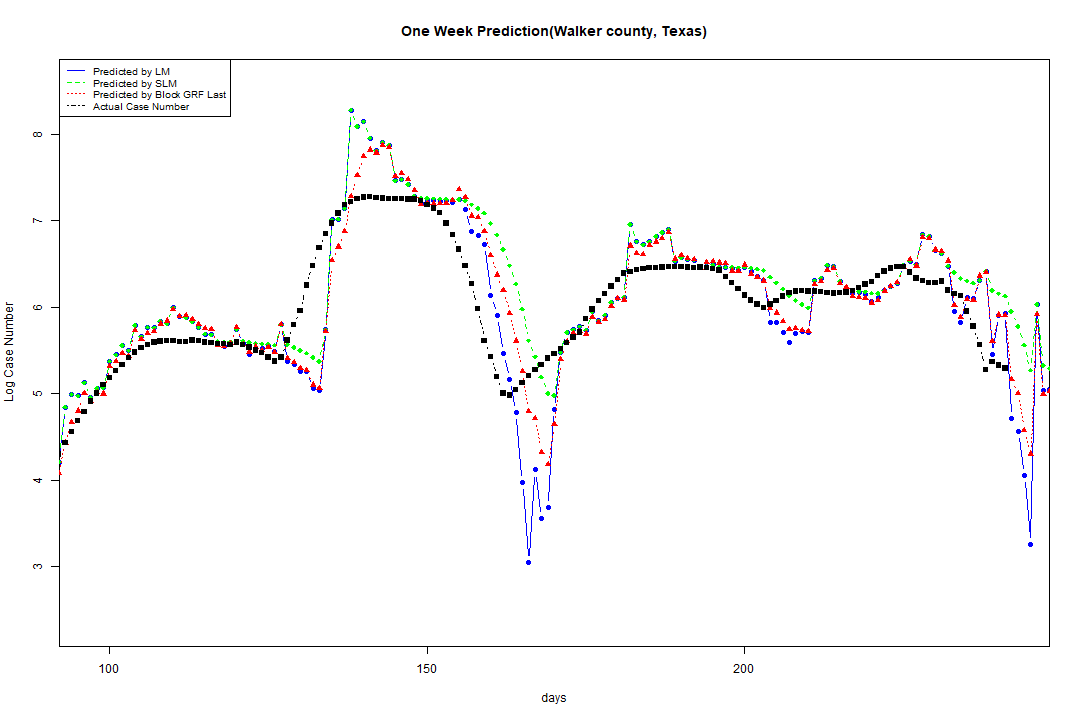 One Week Prediction(Walker county, Texas)
Predicted by LM
Predicted by SLM
Predicted by Block GRF Last
Actual Case Number
8
7
6
5
4
3
Log Case Number
100 150 200
days